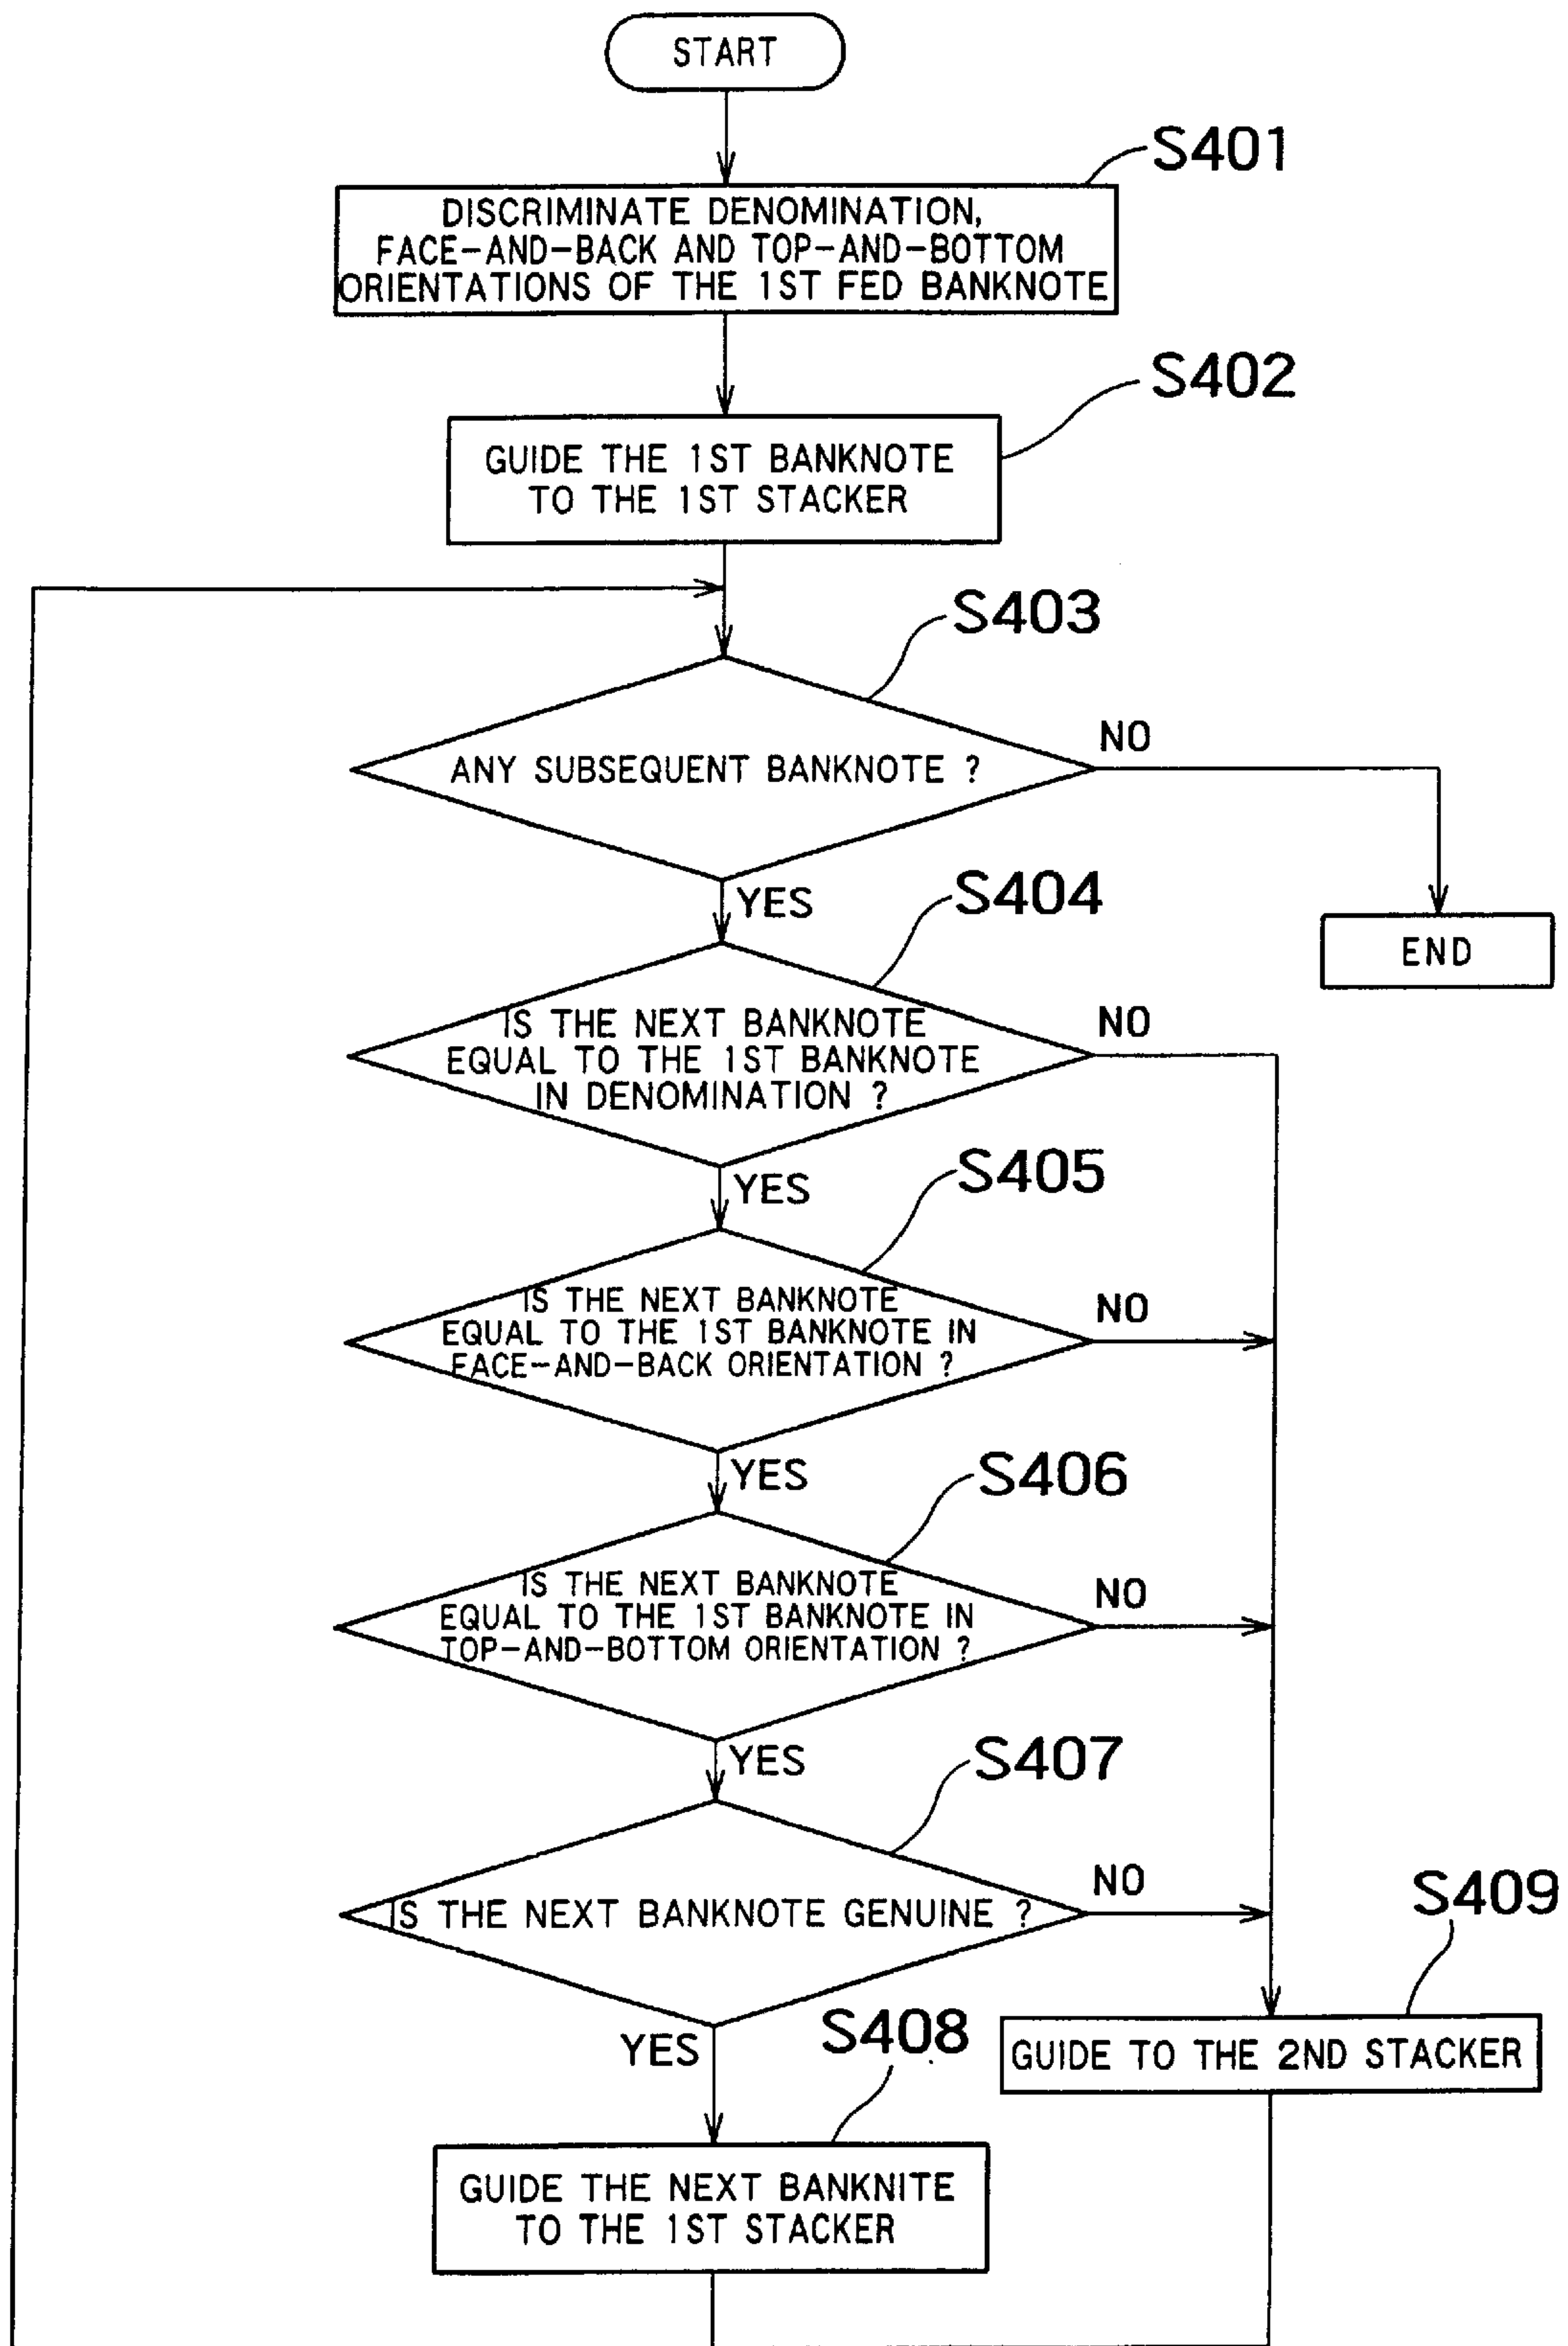 START
S401
DISCRIMINATE DENOMINATION,
FACE-AND-BACK AND TOP-AND-BOTTOM
ORIENTATIONS OF THE 1ST FED BANKNOTE
S402
GUIDE THE 1ST BANKNOTE
TO THE 1ST STACKER
S403
ANY SUBSEQUENT BANKNOTE ?
NO
YES
END
S404
IS THE NEXT BANKNOTE
EQUAL TO THE 1ST BANKNOTE
IN DENOMINATION ?
NO
YES
S405
IS THE NEXT BANKNOTE
EQUAL TO THE 1ST BANKNOTE IN
FACE-AND-BACK ORIENTATION ?
NO
YES
S406
IS THE NEXT BANKNOTE
EQUAL TO THE 1ST BANKNOTE IN
TOP-AND-BOTTOM ORIENTATION ?
NO
YES
S407
IS THE NEXT BANKNOTE GENUINE ?
NO
YES
S409
GUIDE TO THE 2ND STACKER
S408
GUIDE THE NEXT BANKNITE
TO THE 1ST STACKER